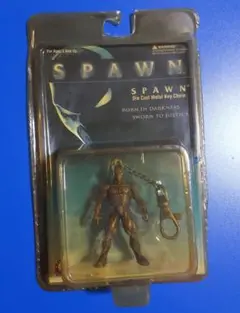 SPAWN
SPAWN
Die Cast Metal Key Chain
BORN IN DARKNESS
SWORN TO JUSTICE